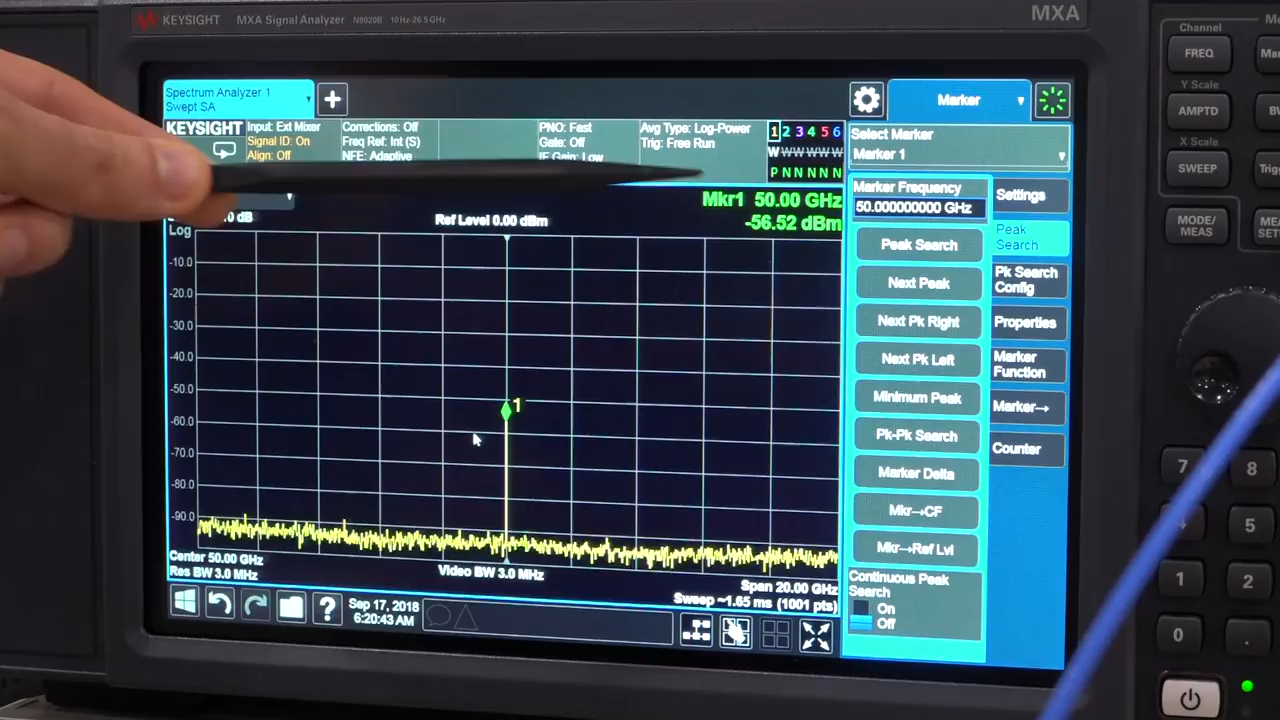 KEYSIGHT MXA Signal Analyzer N9020B 10 Hz-26.5 GHz
MXA
Spectrum Analyzer 1
Swept SA
+
KEYSIGHT
Input: Ext Mixer
Signal ID: On
Align: Off
Corrections: Off
Freq Ref: Int (S)
NFE: Adaptive
PNO: Fast
Gate: Off
IF Gain: Low
Avg Type: Log-Power
Trig: Free Run
1 2 3 4 5 6
W W W W W W
P N N N N N
Mkr1 50.00 GHz
-56.52 dBm
dB
Ref Level 0.00 dBm
Log
-10.0
-20.0
-30.0
-40.0
-50.0
-60.0
-70.0
-80.0
-90.0
1
Center 50.00 GHz
Res BW 3.0 MHz
Video BW 3.0 MHz
Span 20.00 GHz
Sweep ~1.65 ms (1001 pts)
?
Sep 17, 2018
6:20:43 AM
Marker
Select Marker
Marker 1
Marker Frequency
50.000000000 GHz
Peak Search
Next Peak
Next Pk Right
Next Pk Left
Minimum Peak
Pk-Pk Search
Marker Delta
Mkr→CF
Mkr→Ref Lvl
Continuous Peak
Search
On
Off
Settings
Peak
Search
Pk Search
Config
Properties
Marker
Function
Marker→
Counter
Channel
FREQ
Y Scale
AMPTD
X Scale
SWEEP
MODE/
MEAS
7
8
5
1
2
0
.